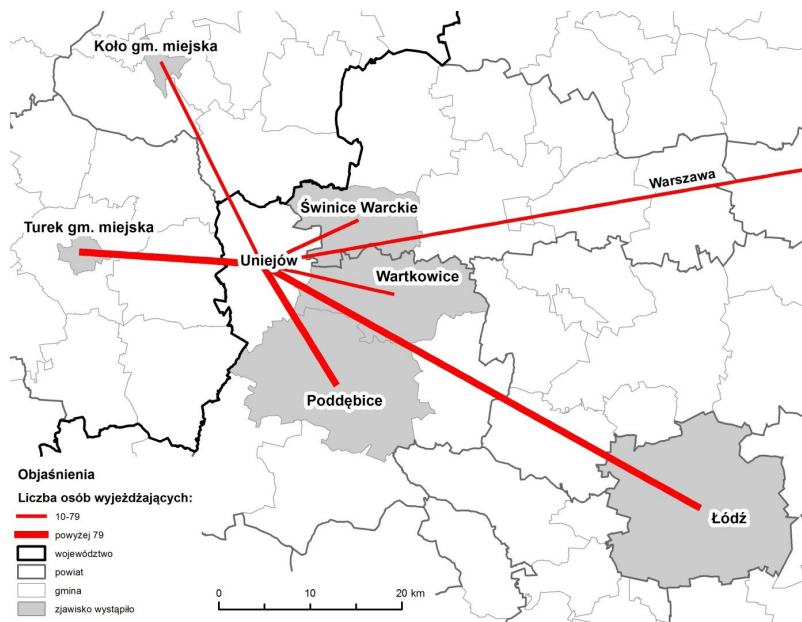 Koło gm. miejska
Warszawa
Świnice Warckie
Turek gm. miejska
Uniejów
Wartkowice
Poddębice
Łódź
Objaśnienia
Liczba osób wyjeżdżających:
10-79
powyżej 79
województwo
powiat
gmina
zjawisko wystąpiło
0 10 20 km